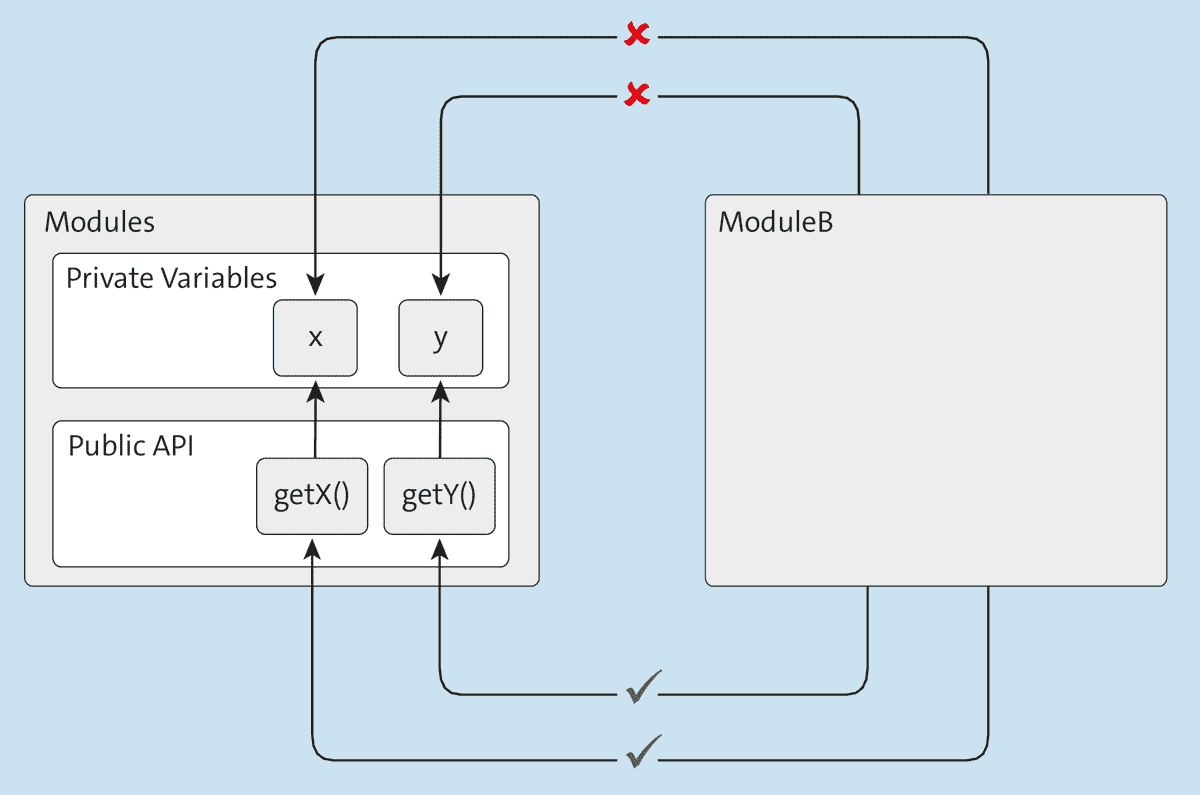 Modules
Private Variables
x
y
Public API
getX()
getY()
ModuleB